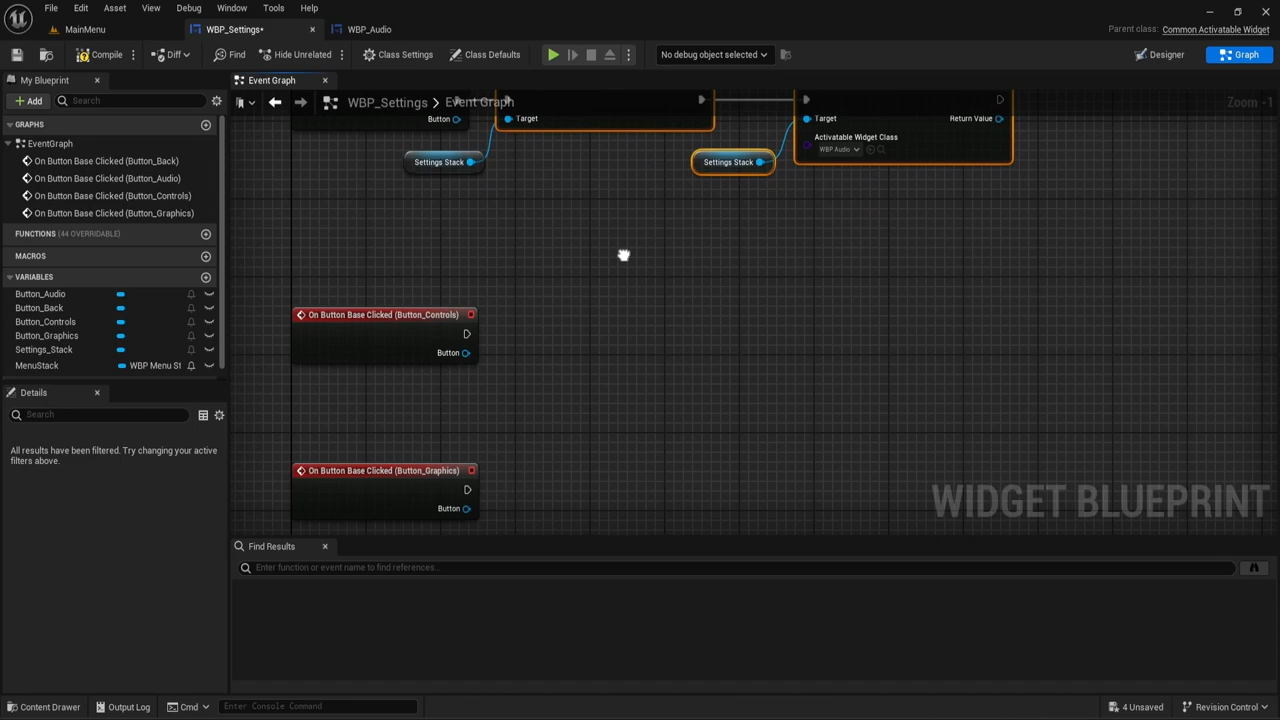 File Edit Asset View Debug Window Tools Help
MainMenu
WBP_Settings*
WBP_Audio
Parent class: Common Activatable Widget
Compile
Diff
Find
Hide Unrelated
Class Settings
Class Defaults
No debug object selected
Designer
Graph
My Blueprint
Event Graph
Add
Search
WBP_Settings > Event Graph
Zoom -1
GRAPHS
EventGraph
On Button Base Clicked (Button_Back)
On Button Base Clicked (Button_Audio)
On Button Base Clicked (Button_Controls)
On Button Base Clicked (Button_Graphics)
FUNCTIONS (44 OVERRIDABLE)
MACROS
VARIABLES
Button_Audio
Button_Back
Button_Controls
Button_Graphics
Settings_Stack
MenuStack WBP Menu St
Details
Search
All results have been filtered. Try changing your active
filters above.
Button
Target
Settings Stack
Target
Return Value
Activatable Widget Class
WBP Audio
Settings Stack
On Button Base Clicked (Button_Controls)
Button
On Button Base Clicked (Button_Graphics)
Button
WIDGET BLUEPRINT
Find Results
Enter function or event name to find references...
Content Drawer
Output Log
Cmd
Enter Console Command
4 Unsaved
Revision Control